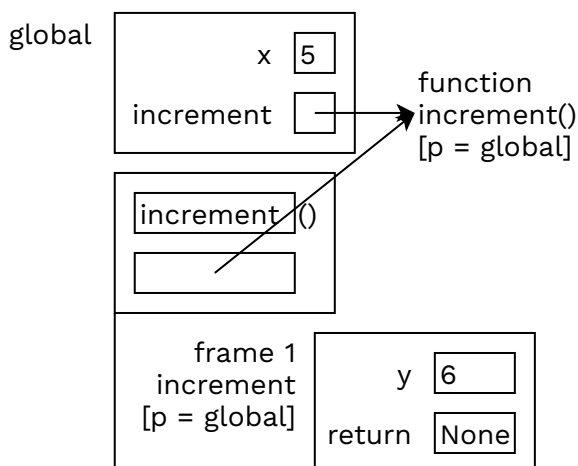 global
x 5
increment
function
increment()
[p = global]
increment ()
frame 1
increment
[p = global]
y 6
return None